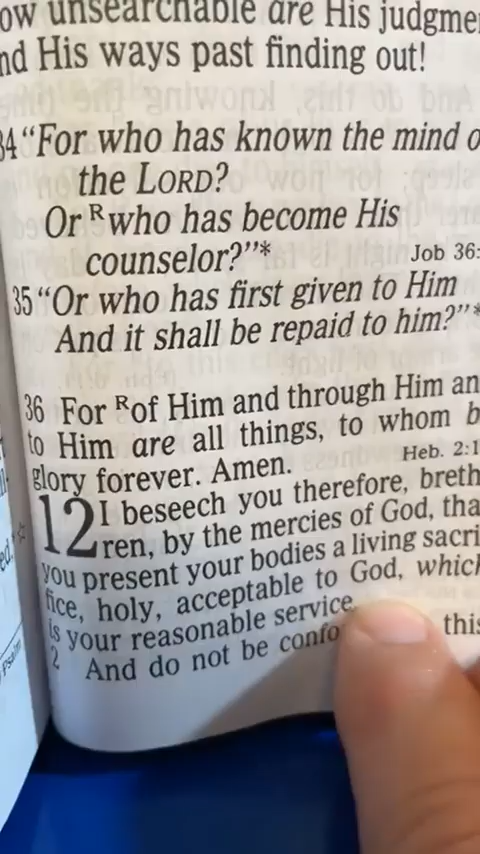 ow unsearchable are His judgme
nd His ways past finding out!
34 “For who has known the mind o
the LORD?
Or R who has become His
counselor?”*
Job 36:
35 “Or who has first given to Him
And it shall be repaid to him?”*
36 For R of Him and through Him an
to Him are all things, to whom b
glory forever. Amen.
Heb. 2:1
12 I beseech you therefore, breth
ren, by the mercies of God, tha
you present your bodies a living sacri
fice, holy, acceptable to God, which
is your reasonable service.
2 And do not be confo this